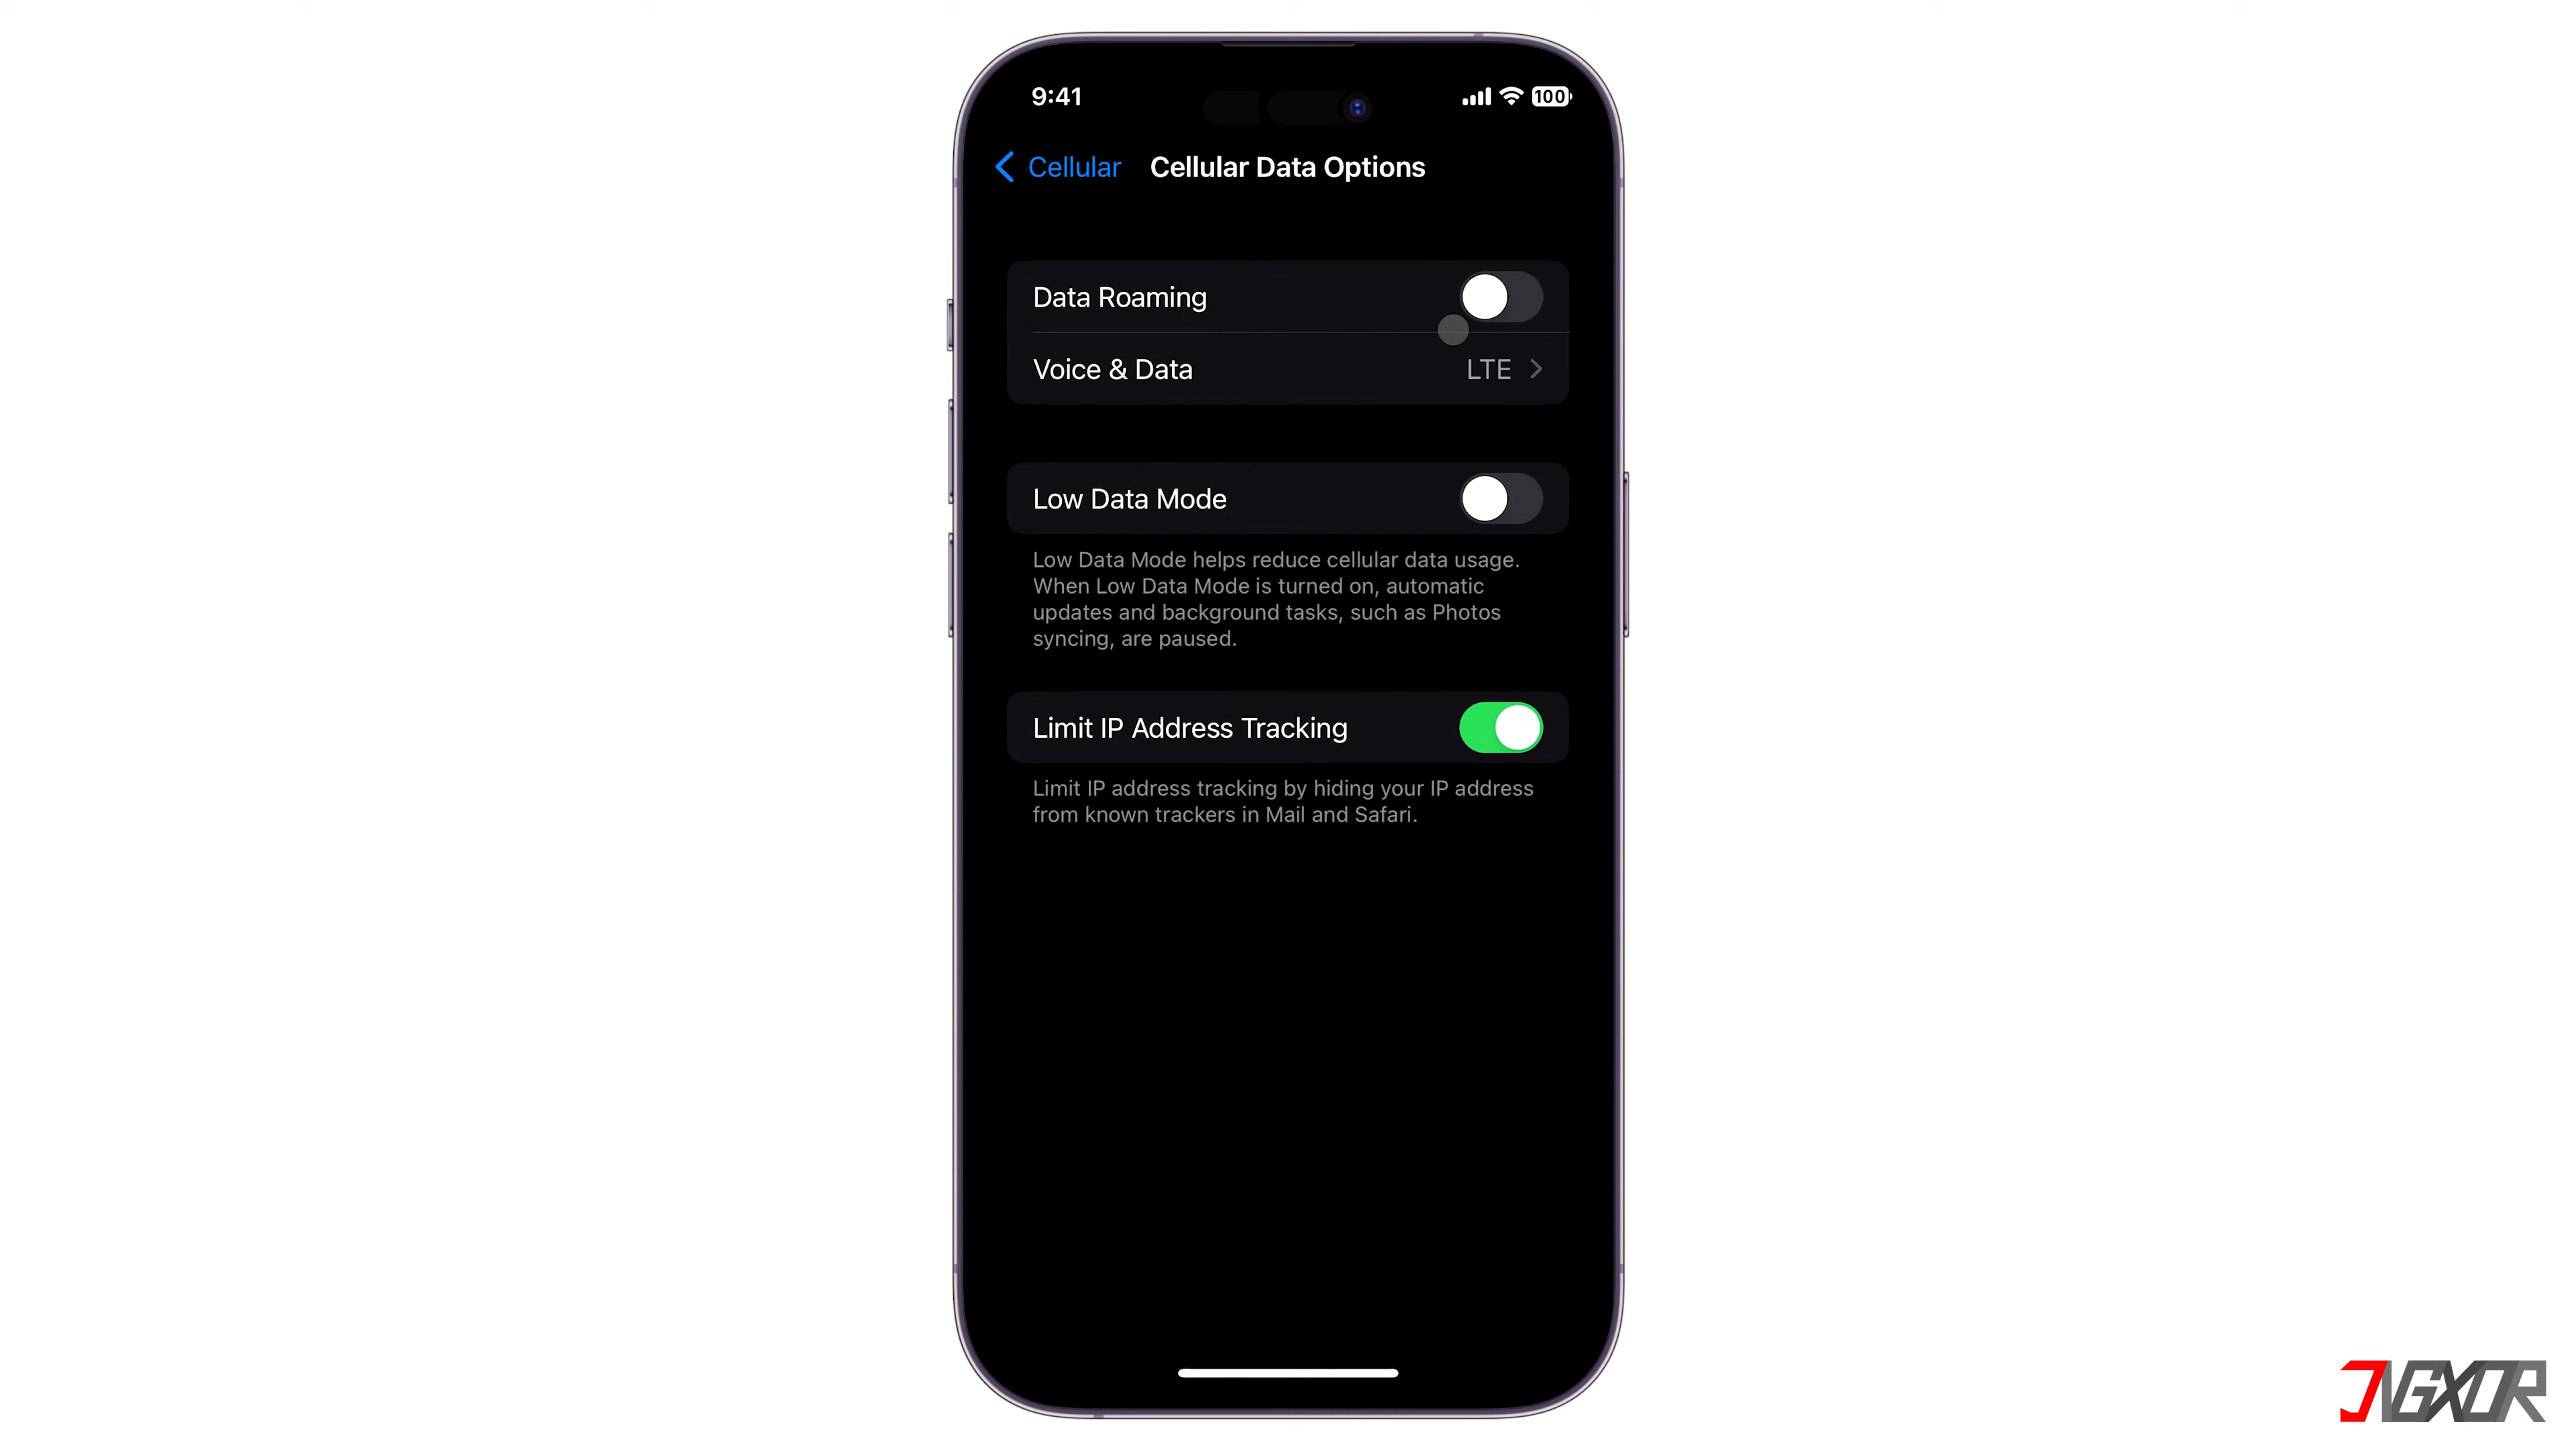 9:41
100
Cellular
Cellular Data Options
Data Roaming
Voice & Data
LTE
Low Data Mode
Low Data Mode helps reduce cellular data usage.
When Low Data Mode is turned on, automatic
updates and background tasks, such as Photos
syncing, are paused.
Limit IP Address Tracking
Limit IP address tracking by hiding your IP address
from known trackers in Mail and Safari.
JNGXOR